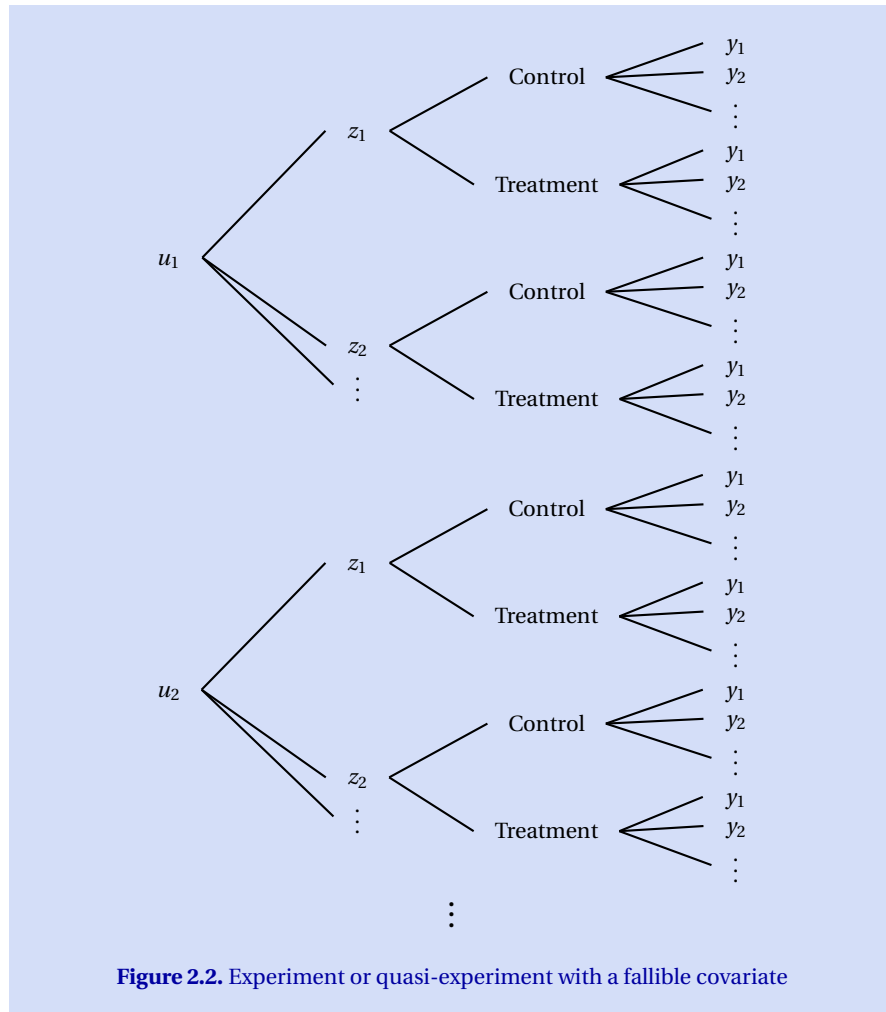 y₁
Control y₂
⋮
z₁
y₁
Treatment y₂
⋮
u₁
y₁
Control y₂
⋮
z₂
⋮
y₁
Treatment y₂
⋮
y₁
Control y₂
⋮
z₁
y₁
Treatment y₂
⋮
u₂
y₁
Control y₂
⋮
z₂
⋮
y₁
Treatment y₂
⋮
⋮
Figure 2.2. Experiment or quasi-experiment with a fallible covariate